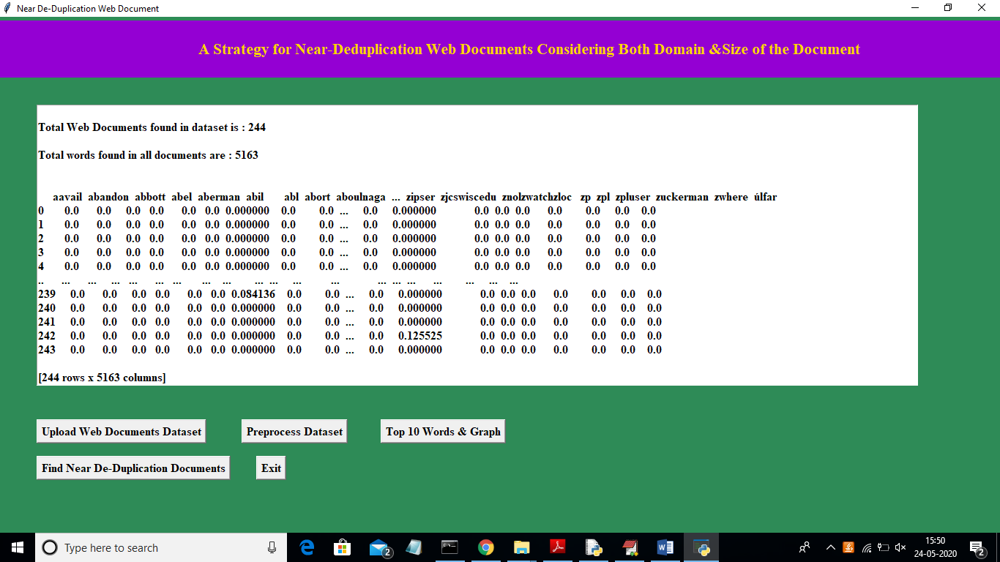 Near De-Duplication Web Document
A Strategy for Near-Deduplication Web Documents Considering Both Domain &Size of the Document
Total Web Documents found in dataset is : 244
Total words found in all documents are : 5163
aavail abandon abbott abel aberman abil abl abort aboulnaga ... zipser zjcswiscedu znolzwatchzloc zp zpl zpluser zuckerman zwhere úlfar
0 0.0 0.0 0.0 0.0 0.0 0.0 0.000000 0.0 0.0 ... 0.0 0.000000 0.0 0.0 0.0 0.0 0.0 0.0 0.0
1 0.0 0.0 0.0 0.0 0.0 0.0 0.000000 0.0 0.0 ... 0.0 0.000000 0.0 0.0 0.0 0.0 0.0 0.0 0.0
2 0.0 0.0 0.0 0.0 0.0 0.0 0.000000 0.0 0.0 ... 0.0 0.000000 0.0 0.0 0.0 0.0 0.0 0.0 0.0
3 0.0 0.0 0.0 0.0 0.0 0.0 0.000000 0.0 0.0 ... 0.0 0.000000 0.0 0.0 0.0 0.0 0.0 0.0 0.0
4 0.0 0.0 0.0 0.0 0.0 0.0 0.000000 0.0 0.0 ... 0.0 0.000000 0.0 0.0 0.0 0.0 0.0 0.0 0.0
.. ... ... ... ... ... ... ... ... ... ... ... ... ... ... ... ... ... ... ...
239 0.0 0.0 0.0 0.0 0.0 0.0 0.084136 0.0 0.0 ... 0.0 0.000000 0.0 0.0 0.0 0.0 0.0 0.0 0.0
240 0.0 0.0 0.0 0.0 0.0 0.0 0.000000 0.0 0.0 ... 0.0 0.000000 0.0 0.0 0.0 0.0 0.0 0.0 0.0
241 0.0 0.0 0.0 0.0 0.0 0.0 0.000000 0.0 0.0 ... 0.0 0.000000 0.0 0.0 0.0 0.0 0.0 0.0 0.0
242 0.0 0.0 0.0 0.0 0.0 0.0 0.000000 0.0 0.0 ... 0.0 0.125525 0.0 0.0 0.0 0.0 0.0 0.0 0.0
243 0.0 0.0 0.0 0.0 0.0 0.0 0.000000 0.0 0.0 ... 0.0 0.000000 0.0 0.0 0.0 0.0 0.0 0.0 0.0
[244 rows x 5163 columns]
Upload Web Documents Dataset Preprocess Dataset Top 10 Words & Graph
Find Near De-Duplication Documents Exit
Type here to search 2 15:50 2
24-05-2020